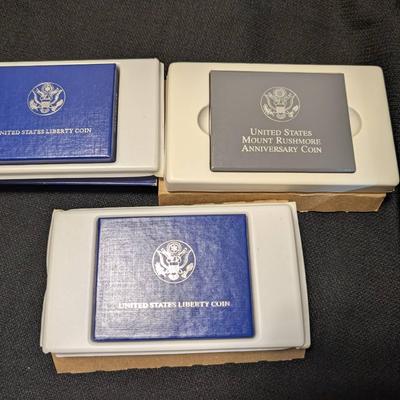 UNITED STATES LIBERTY COIN
UNITED STATES
MOUNT RUSHMORE
ANNIVERSARY COIN
UNITED STATES LIBERTY COIN